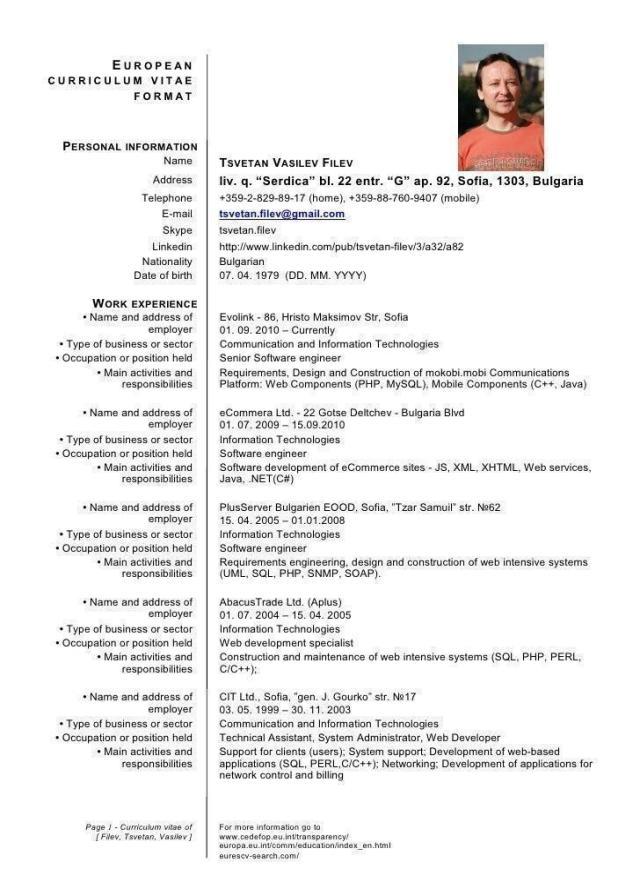 EUROPEAN
CURRICULUM VITAE
FORMAT
PERSONAL INFORMATION
Name
TSVETAN VASILEV FILEV
Address
liv. q. “Serdica” bl. 22 entr. “G” ap. 92, Sofia, 1303, Bulgaria
Telephone
+359-2-829-89-17 (home), +359-88-760-9407 (mobile)
E-mail
tsvetan.filev@gmail.com
Skype
tsvetan.filev
Linkedin
http://www.linkedin.com/pub/tsvetan-filev/3/a32/a82
Nationality
Bulgarian
Date of birth
07. 04. 1979 (DD. MM. YYYY)
WORK EXPERIENCE
• Name and address of
employer
Evolink - 86, Hristo Maksimov Str, Sofia
01. 09. 2010 – Currently
• Type of business or sector
Communication and Information Technologies
• Occupation or position held
Senior Software engineer
• Main activities and
responsibilities
Requirements, Design and Construction of mokobi.mobi Communications
Platform: Web Components (PHP, MySQL), Mobile Components (C++, Java)
• Name and address of
employer
eCommera Ltd. - 22 Gotse Deltchev - Bulgaria Blvd
01. 07. 2009 – 15.09.2010
• Type of business or sector
Information Technologies
• Occupation or position held
Software engineer
• Main activities and
responsibilities
Software development of eCommerce sites - JS, XML, XHTML, Web services,
Java, .NET(C#)
• Name and address of
employer
PlusServer Bulgarien EOOD, Sofia, ”Tzar Samuil” str. №62
15. 04. 2005 – 01.01.2008
• Type of business or sector
Information Technologies
• Occupation or position held
Software engineer
• Main activities and
responsibilities
Requirements engineering, design and construction of web intensive systems
(UML, SQL, PHP, SNMP, SOAP).
• Name and address of
employer
AbacusTrade Ltd. (Aplus)
01. 07. 2004 – 15. 04. 2005
• Type of business or sector
Information Technologies
• Occupation or position held
Web development specialist
• Main activities and
responsibilities
Construction and maintenance of web intensive systems (SQL, PHP, PERL,
C/C++);
• Name and address of
employer
CIT Ltd., Sofia, ”gen. J. Gourko” str. №17
03. 05. 1999 – 30. 11. 2003
• Type of business or sector
Communication and Information Technologies
• Occupation or position held
Technical Assistant, System Administrator, Web Developer
• Main activities and
responsibilities
Support for clients (users); System support; Development of web-based
applications (SQL, PERL,C/C++); Networking; Development of applications for
network control and billing
Page 1 - Curriculum vitae of
[ Filev, Tsvetan, Vasilev ]
For more information go to
www.cedefop.eu.int/transparency/
europa.eu.int/comm/education/index_en.html
eurescv-search.com/